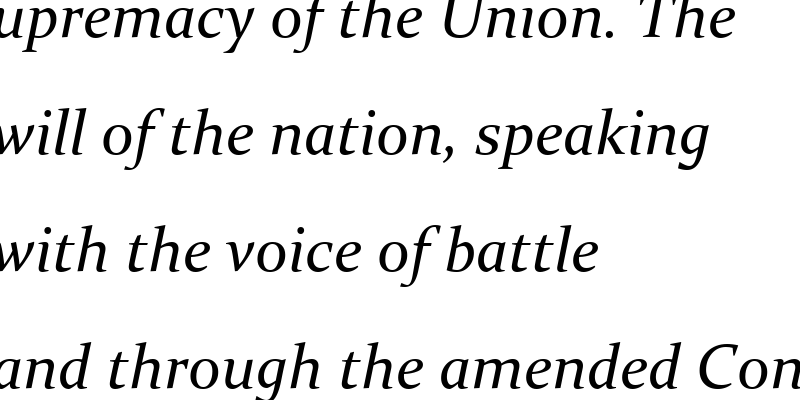 upremacy of the Union. The
will of the nation, speaking
with the voice of battle
and through the amended Con